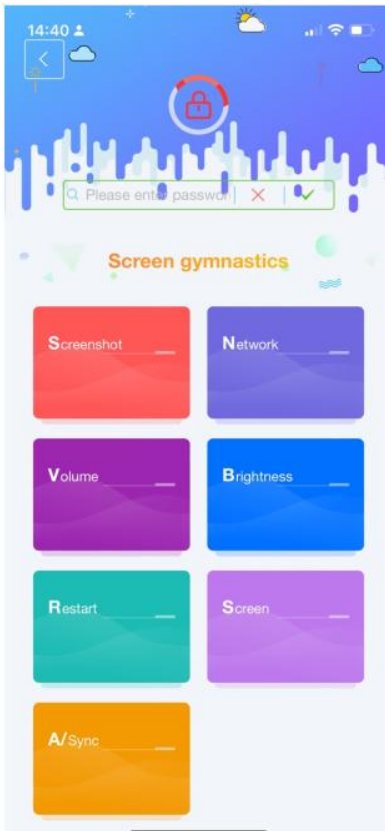 14:40
Please enter passwor
Screen gymnastics
Screenshot
Network
Volume
Brightness
Restart
Screen
A/Sync